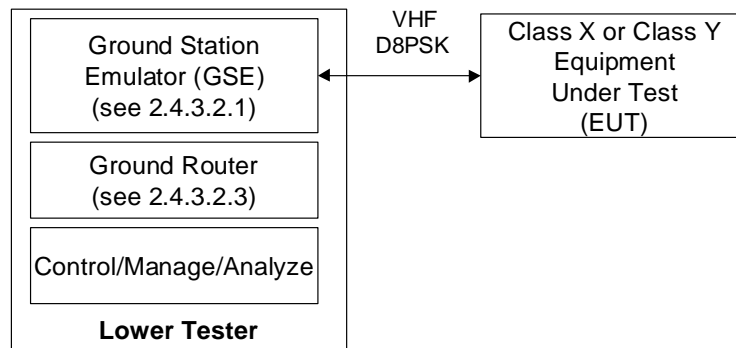 Ground Station
Emulator (GSE)
(see 2.4.3.2.1)
Ground Router
(see 2.4.3.2.3)
Control/Manage/Analyze
Lower Tester
VHF
D8PSK
Class X or Class Y
Equipment
Under Test
(EUT)